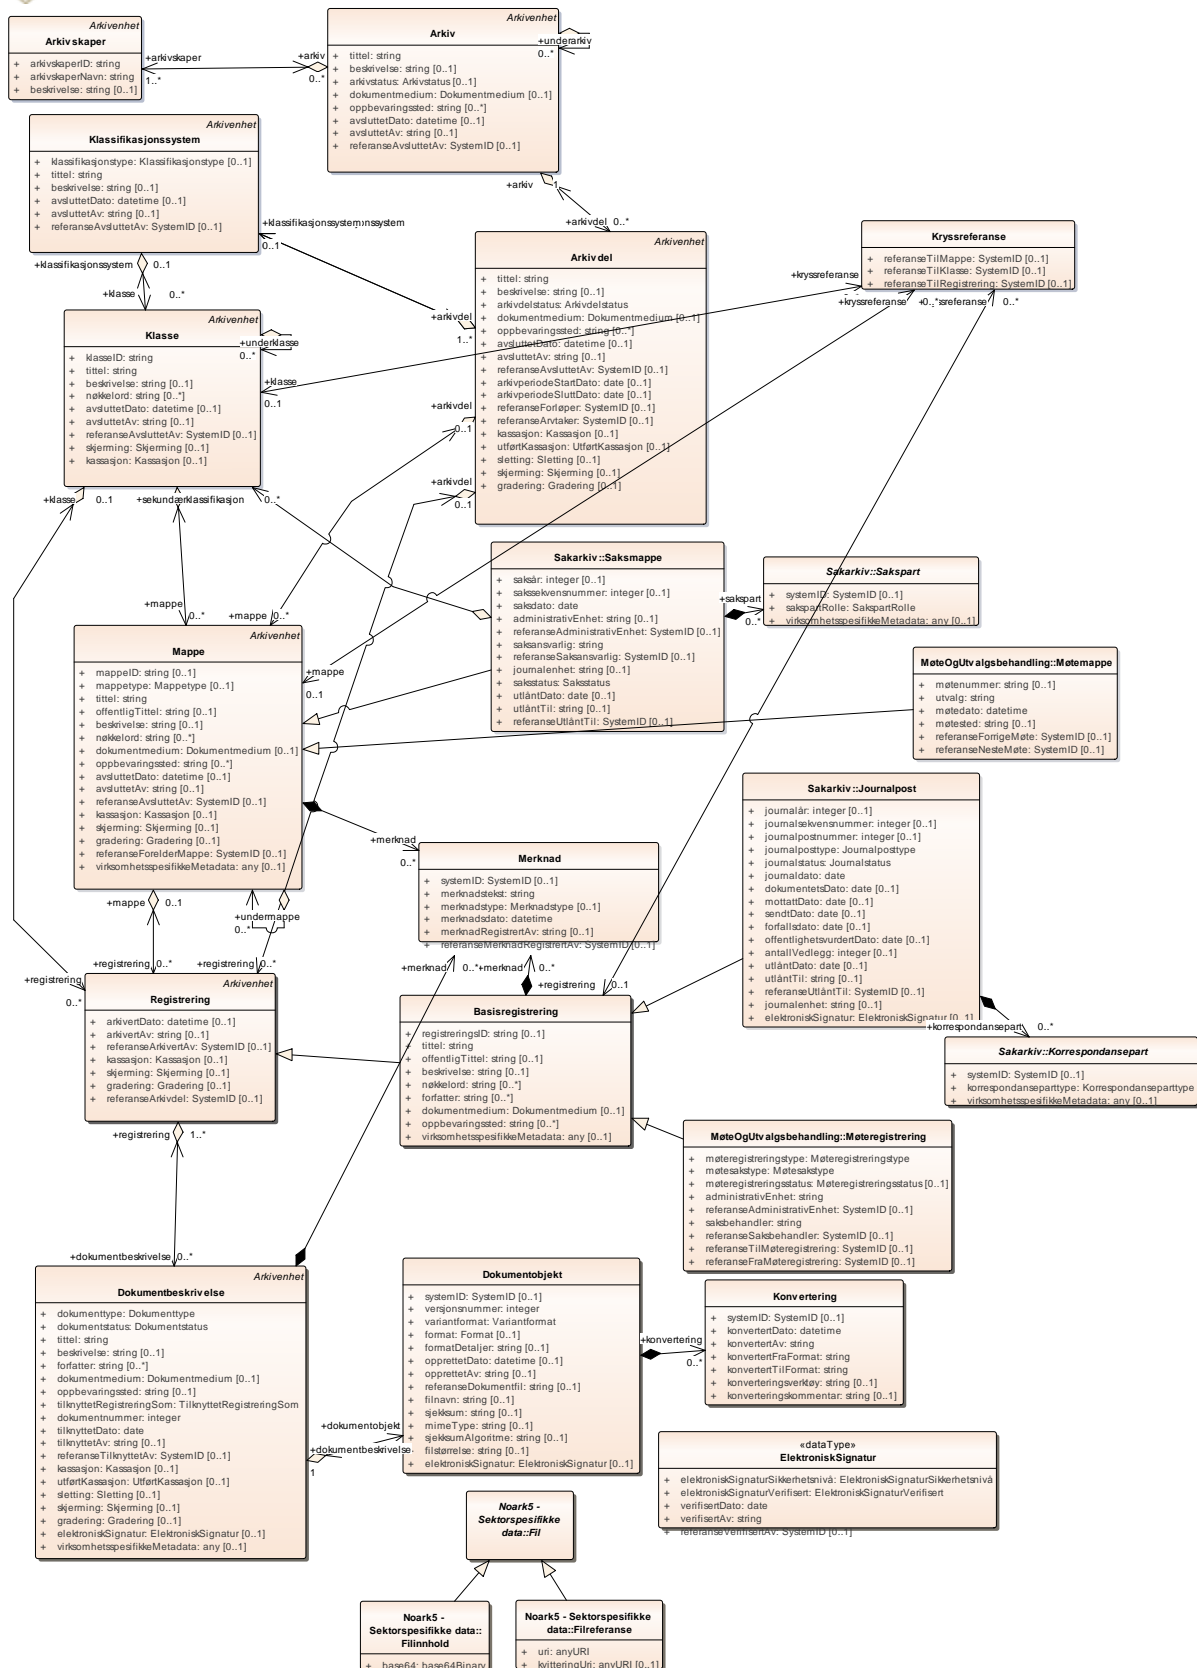 Arkivenhet
Arkivskaper
+ arkivskaperID: string
+ arkivskaperNavn: string
+ beskrivelse: string [0..1]
+arkivskaper
1..*
+arkiv
0..*
Arkivenhet
Arkiv
+ tittel: string
+ beskrivelse: string [0..1]
+ arkivstatus: Arkivstatus [0..1]
+ dokumentmedium: Dokumentmedium [0..1]
+ oppbevaringssted: string [0..*]
+ avsluttetDato: datetime [0..1]
+ avsluttetAv: string [0..1]
+ referanseAvsluttetAv: SystemID [0..1]
+underarkiv
0..*
+arkiv
1
+arkivdel 0..*
Arkivenhet
Klassifikasjonssystem
+ klassifikasjonstype: Klassifikasjonstype [0..1]
+ tittel: string
+ beskrivelse: string [0..1]
+ avsluttetDato: datetime [0..1]
+ avsluttetAv: string [0..1]
+ referanseAvsluttetAv: SystemID [0..1]
+klassifikasjonssystem
0..1
+klassifikasjonssystem 0..1
+klasse 0..*
Arkivenhet
Arkivdel
+ tittel: string
+ beskrivelse: string [0..1]
+ arkivdelstatus: Arkivdelstatus
+ dokumentmedium: Dokumentmedium [0..1]
+ oppbevaringssted: string [0..*]
+ avsluttetDato: datetime [0..1]
+ avsluttetAv: string [0..1]
+ referanseAvsluttetAv: SystemID [0..1]
+ arkivperiodeStartDato: date [0..1]
+ arkivperiodeSluttDato: date [0..1]
+ referanseForløper: SystemID [0..1]
+ referanseArvtaker: SystemID [0..1]
+ kassasjon: Kassasjon [0..1]
+ utførtKassasjon: UtførtKassasjon [0..1]
+ sletting: Sletting [0..1]
+ skjerming: Skjerming [0..1]
+ gradering: Gradering [0..1]
+arkivdel
1..*
+arkivdel
0..1
+arkivdel
0..1
Kryssreferanse
+ referanseTilMappe: SystemID [0..1]
+ referanseTilKlasse: SystemID [0..1]
+ referanseTilRegistrering: SystemID [0..1]
+kryssreferanse
+kryssreferanse
0..*
Arkivenhet
Klasse
+ klasseID: string
+ tittel: string
+ beskrivelse: string [0..1]
+ nøkkelord: string [0..*]
+ avsluttetDato: datetime [0..1]
+ avsluttetAv: string [0..1]
+ referanseAvsluttetAv: SystemID [0..1]
+ skjerming: Skjerming [0..1]
+ kassasjon: Kassasjon [0..1]
+underklasse
0..*
+klasse
0..1
+klasse 0..1
+sekundærklassifikasjon 0..*
+mappe
0..*
+mappe 0..*
+mappe
0..1
Sakarkiv::Saksmappe
+ saksår: integer [0..1]
+ sakssekvensnummer: integer [0..1]
+ saksdato: date
+ administrativEnhet: string [0..1]
+ referanseAdministrativEnhet: SystemID [0..1]
+ saksansvarlig: string
+ referanseSaksansvarlig: SystemID [0..1]
+ journalenhet: string [0..1]
+ saksstatus: Saksstatus
+ utlåntDato: date [0..1]
+ utlåntTil: string [0..1]
+ referanseUtlåntTil: SystemID [0..1]
+sakspart
0..*
Sakarkiv::Sakspart
+ systemID: SystemID [0..1]
+ sakspartRolle: SakspartRolle
+ virksomhetsspesifikkeMetadata: any [0..1]
MøteOgUtvalgsbehandling::Møtemappe
+ møtenummer: string [0..1]
+ utvalg: string
+ møtedato: datetime
+ møtested: string [0..1]
+ referanseForrigeMøte: SystemID [0..1]
+ referanseNesteMøte: SystemID [0..1]
Arkivenhet
Mappe
+ mappeID: string [0..1]
+ mappetype: Mappetype [0..1]
+ tittel: string
+ offentligTittel: string [0..1]
+ beskrivelse: string [0..1]
+ nøkkelord: string [0..*]
+ dokumentmedium: Dokumentmedium [0..1]
+ oppbevaringssted: string [0..*]
+ avsluttetDato: datetime [0..1]
+ avsluttetAv: string [0..1]
+ referanseAvsluttetAv: SystemID [0..1]
+ kassasjon: Kassasjon [0..1]
+ skjerming: Skjerming [0..1]
+ gradering: Gradering [0..1]
+ referanseForelderMappe: SystemID [0..1]
+ virksomhetsspesifikkeMetadata: any [0..1]
+mappe 0..1
+undermappe
0..*
+merknad
0..*
Merknad
+ systemID: SystemID [0..1]
+ merknadstekst: string
+ merknadstype: Merknadstype [0..1]
+ merknadsdato: datetime
+ merknadRegistrertAv: string [0..1]
+ referanseMerknadRegistrertAv: SystemID [0..1]
+merknad 0..*
+merknad 0..*
+registrering 0..1
Sakarkiv::Journalpost
+ journalår: integer [0..1]
+ journalsekvensnummer: integer [0..1]
+ journalpostnummer: integer [0..1]
+ journalposttype: Journalposttype
+ journalstatus: Journalstatus
+ journaldato: date
+ dokumentetsDato: date [0..1]
+ mottattDato: date [0..1]
+ sendtDato: date [0..1]
+ forfallsdato: date [0..1]
+ offentlighetsvurdertDato: date [0..1]
+ antallVedlegg: integer [0..1]
+ utlåntDato: date [0..1]
+ utlåntTil: string [0..1]
+ referanseUtlåntTil: SystemID [0..1]
+ journalenhet: string [0..1]
+ elektroniskSignatur: ElektroniskSignatur [0..1]
+korrespondansepart 0..*
Sakarkiv::Korrespondansepart
+ systemID: SystemID [0..1]
+ korrespondanseparttype: Korrespondanseparttype
+ virksomhetsspesifikkeMetadata: any [0..1]
+registrering
0..*
+registrering 0..*
+registrering 0..*
Arkivenhet
Registrering
+ arkivertDato: datetime [0..1]
+ arkivertAv: string [0..1]
+ referanseArkivertAv: SystemID [0..1]
+ kassasjon: Kassasjon [0..1]
+ skjerming: Skjerming [0..1]
+ gradering: Gradering [0..1]
+ referanseArkivdel: SystemID [0..1]
+registrering 1..*
Basisregistrering
+ registreringsID: string [0..1]
+ tittel: string
+ offentligTittel: string [0..1]
+ beskrivelse: string [0..1]
+ nøkkelord: string [0..*]
+ forfatter: string [0..*]
+ dokumentmedium: Dokumentmedium [0..1]
+ oppbevaringssted: string [0..*]
+ virksomhetsspesifikkeMetadata: any [0..1]
MøteOgUtvalgsbehandling::Møteregistrering
+ møteregistreringstype: Møteregistreringstype
+ møtesakstype: Møtesakstype
+ møteregistreringsstatus: Møteregistreringsstatus [0..1]
+ administrativEnhet: string
+ referanseAdministrativEnhet: SystemID [0..1]
+ saksbehandler: string
+ referanseSaksbehandler: SystemID [0..1]
+ referanseTilMøteregistrering: SystemID [0..1]
+ referanseFraMøteregistrering: SystemID [0..1]
+dokumentbeskrivelse 0..*
Arkivenhet
Dokumentbeskrivelse
+ dokumenttype: Dokumenttype
+ dokumentstatus: Dokumentstatus
+ tittel: string
+ beskrivelse: string [0..1]
+ forfatter: string [0..*]
+ dokumentmedium: Dokumentmedium [0..1]
+ oppbevaringssted: string [0..1]
+ tilknyttetRegistreringSom: TilknyttetRegistreringSom
+ dokumentnummer: integer
+ tilknyttetDato: date
+ tilknyttetAv: string [0..1]
+ referanseTilknyttetAv: SystemID [0..1]
+ kassasjon: Kassasjon [0..1]
+ utførtKassasjon: UtførtKassasjon [0..1]
+ sletting: Sletting [0..1]
+ skjerming: Skjerming [0..1]
+ gradering: Gradering [0..1]
+ elektroniskSignatur: ElektroniskSignatur [0..1]
+ virksomhetsspesifikkeMetadata: any [0..1]
+dokumentobjekt
+dokumentbeskrivelse
1
Dokumentobjekt
+ systemID: SystemID [0..1]
+ versjonsnummer: integer
+ variantformat: Variantformat
+ format: Format [0..1]
+ formatDetaljer: string [0..1]
+ opprettetDato: datetime [0..1]
+ opprettetAv: string [0..1]
+ referanseDokumentfil: string [0..1]
+ filnavn: string [0..1]
+ sjekksum: string [0..1]
+ mimeType: string [0..1]
+ sjekksumAlgoritme: string [0..1]
+ filstørrelse: string [0..1]
+ elektroniskSignatur: ElektroniskSignatur [0..1]
+konvertering
0..*
Konvertering
+ systemID: SystemID [0..1]
+ konvertertDato: datetime
+ konvertertAv: string
+ konvertertFraFormat: string
+ konvertertTilFormat: string
+ konverteringsverktøy: string [0..1]
+ konverteringskommentar: string [0..1]
«dataType»
ElektroniskSignatur
+ elektroniskSignaturSikkerhetsnivå: ElektroniskSignaturSikkerhetsnivå
+ elektroniskSignaturVerifisert: ElektroniskSignaturVerifisert
+ verifisertDato: date
+ verifisertAv: string
+ referanseVerifisertAv: SystemID [0..1]
Noark5 -
Sektorspesifikke
data::Fil
Noark5 -
Sektorspesifikke data::
Filinnhold
+ base64: base64Binary
Noark5 - Sektorspesifikke
data::Filreferanse
+ uri: anyURI
+ kvitteringUri: anyURI [0..1]